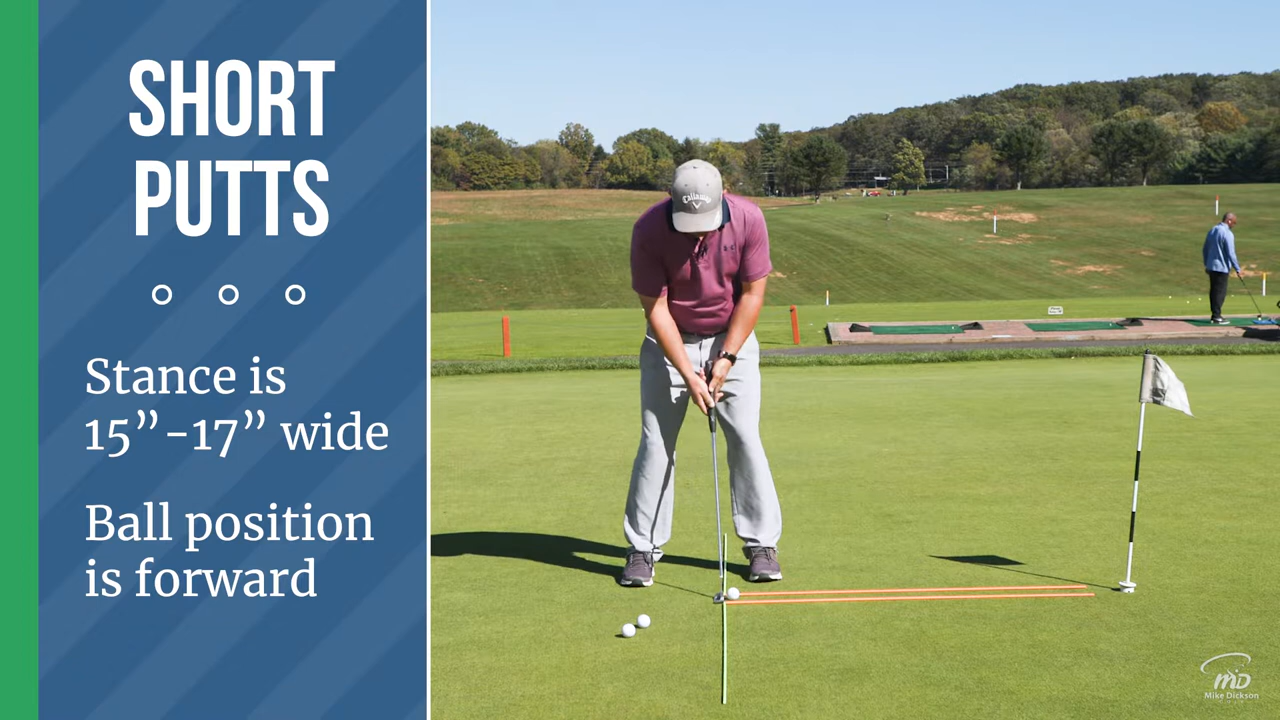 SHORT
PUTTS
Stance is
15”-17” wide
Ball position
is forward
Callaway
MD
Mike Dickson